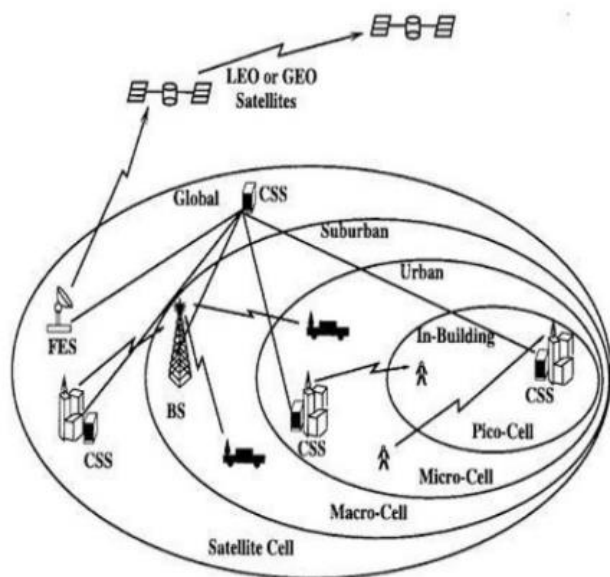 LEO or GEO
Satellites
Global
CSS
Suburban
Urban
In-Building
FES
BS
CSS
CSS
CSS
Pico-Cell
Micro-Cell
Macro-Cell
Satellite Cell